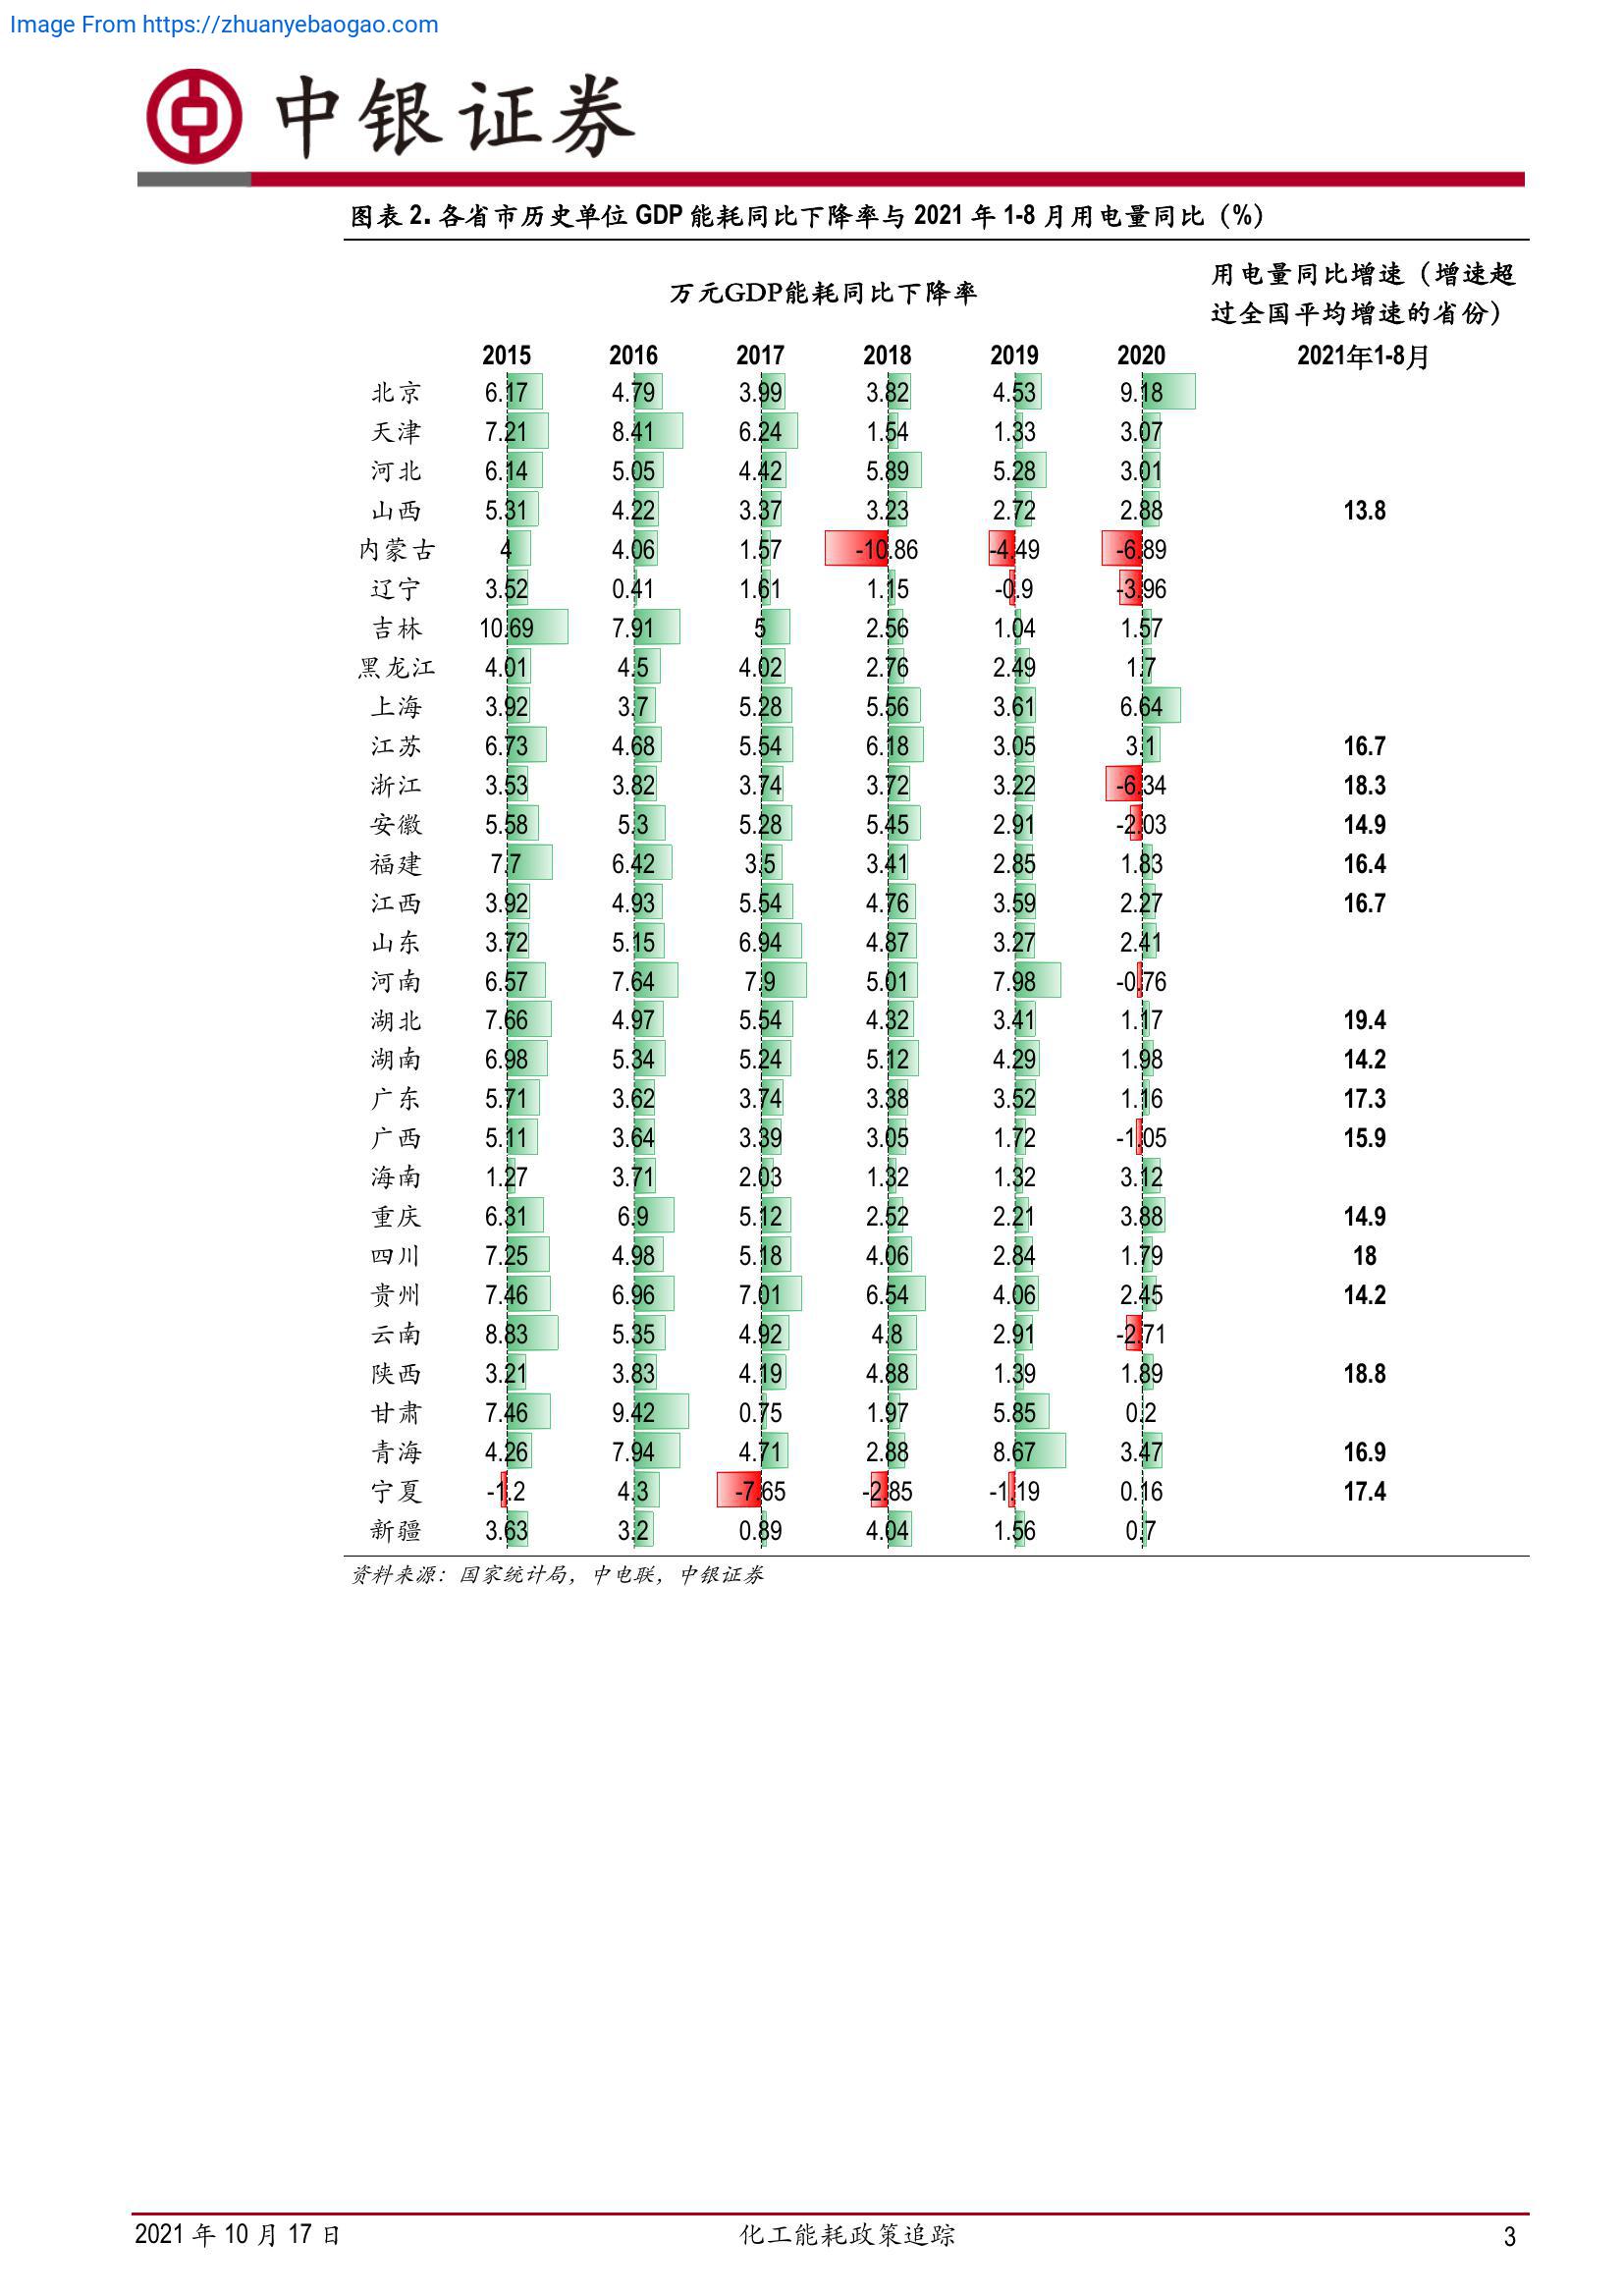 Image From https://zhuanyebaogao.com
中银证券
图表 2. 各省市历史单位 GDP 能耗同比下降率与 2021 年 1-8 月用电量同比（%）
万元GDP能耗同比下降率
用电量同比增速（增速超
过全国平均增速的省份）
2015 2016 2017 2018 2019 2020 2021年1-8月
北京 6.17 4.79 3.99 3.82 4.53 9.18
天津 7.21 8.41 6.24 1.54 1.33 3.07
河北 6.14 5.05 4.42 5.89 5.28 3.01
山西 5.31 4.22 3.37 3.23 2.72 2.88 13.8
内蒙古 4 4.06 1.57 -10.86 -4.49 -6.89
辽宁 3.52 0.41 1.61 1.15 -0.9 -3.96
吉林 10.69 7.91 5 2.56 1.04 1.57
黑龙江 4.01 4.5 4.02 2.76 2.49 1.7
上海 3.92 3.7 5.28 5.56 3.61 6.64
江苏 6.73 4.68 5.54 6.18 3.05 3.1 16.7
浙江 3.53 3.82 3.74 3.72 3.22 -6.34 18.3
安徽 5.58 5.3 5.28 5.45 2.91 -2.03 14.9
福建 7.7 6.42 3.5 3.41 2.85 1.83 16.4
江西 3.92 4.93 5.54 4.76 3.59 2.27 16.7
山东 3.72 5.15 6.94 4.87 3.27 2.41
河南 6.57 7.64 7.9 5.01 7.98 -0.76
湖北 7.66 4.97 5.54 4.32 3.41 1.17 19.4
湖南 6.98 5.34 5.24 5.12 4.29 1.98 14.2
广东 5.71 3.62 3.74 3.38 3.52 1.16 17.3
广西 5.11 3.64 3.39 3.05 1.72 -1.05 15.9
海南 1.27 3.71 2.03 1.32 1.32 3.12
重庆 6.31 6.9 5.12 2.52 2.21 3.88 14.9
四川 7.25 4.98 5.18 4.06 2.84 1.79 18
贵州 7.46 6.96 7.01 6.54 4.06 2.45 14.2
云南 8.83 5.35 4.92 4.8 2.91 -2.71
陕西 3.21 3.83 4.19 4.88 1.39 1.89 18.8
甘肃 7.46 9.42 0.75 1.97 5.85 0.2
青海 4.26 7.94 4.71 2.88 8.67 3.47 16.9
宁夏 -1.2 4.3 -7.65 -2.85 -1.19 0.16 17.4
新疆 3.63 3.2 0.89 4.04 1.56 0.7
资料来源：国家统计局，中电联，中银证券
2021 年 10 月 17 日 化工能耗政策追踪 3